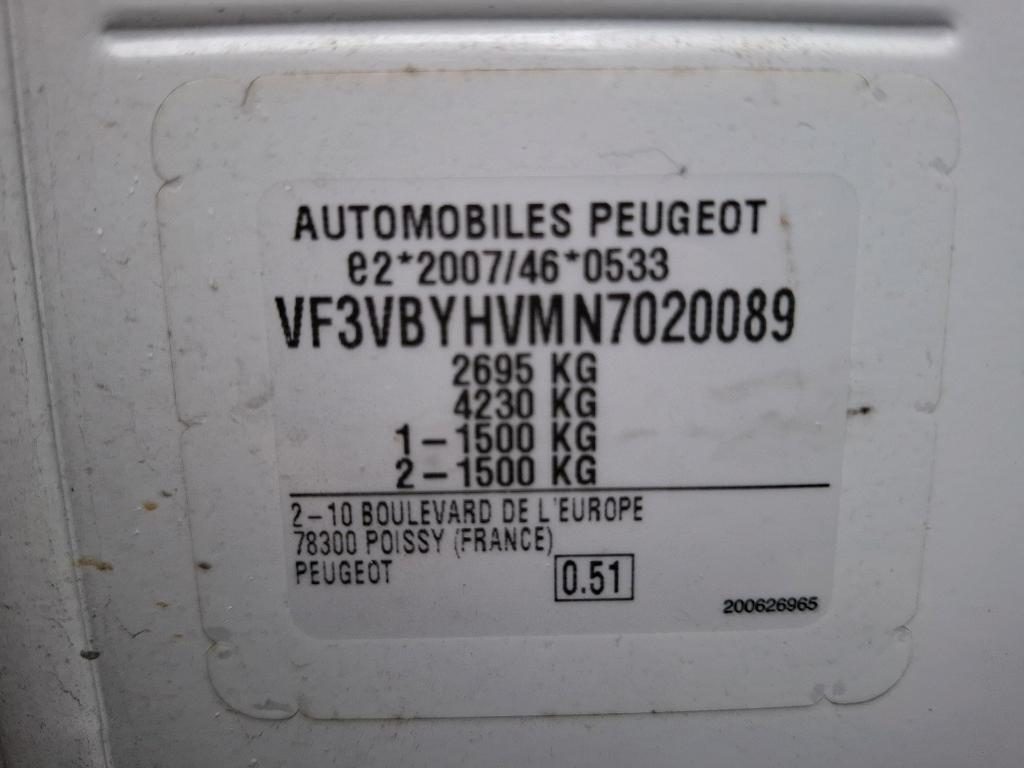 AUTOMOBILES PEUGEOT
e2*2007/46*0533
VF3VBYHVMN7020089
2695 KG
4230 KG
1-1500 KG
2-1500 KG
2-10 BOULEVARD DE L'EUROPE
78300 POISSY (FRANCE)
PEUGEOT
0.51
200626965